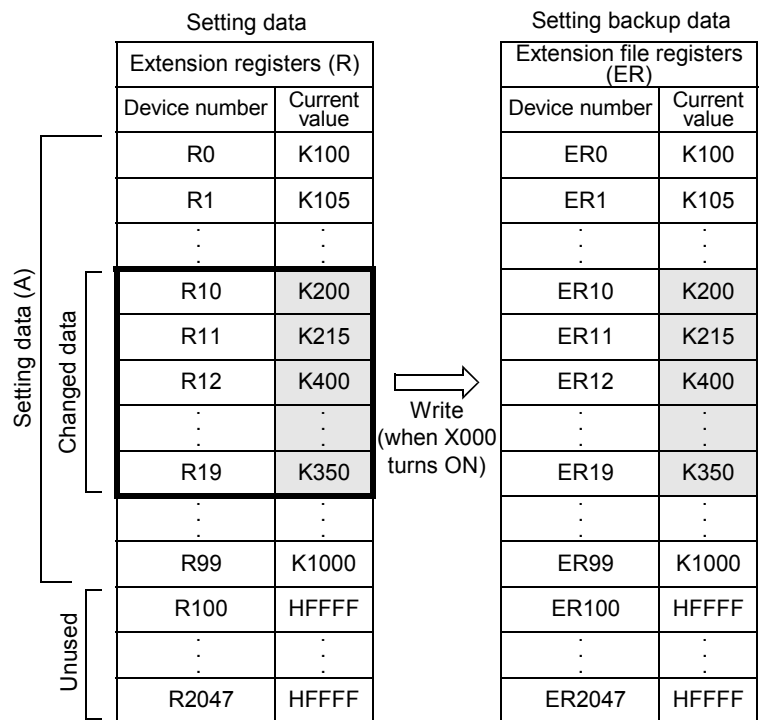 Setting data
Setting backup data
Extension registers (R)
Extension file registers
(ER)
Device number
Current
value
Device number
Current
value
R0 K100
ER0 K100
R1 K105
ER1 K105
: :
: :
R10 K200
ER10 K200
R11 K215
ER11 K215
R12 K400
ER12 K400
: :
: :
R19 K350
ER19 K350
: :
: :
R99 K1000
ER99 K1000
R100 HFFFF
ER100 HFFFF
: :
: :
R2047 HFFFF
ER2047 HFFFF
Setting data (A)
Changed data
Unused
Write
(when X000
turns ON)